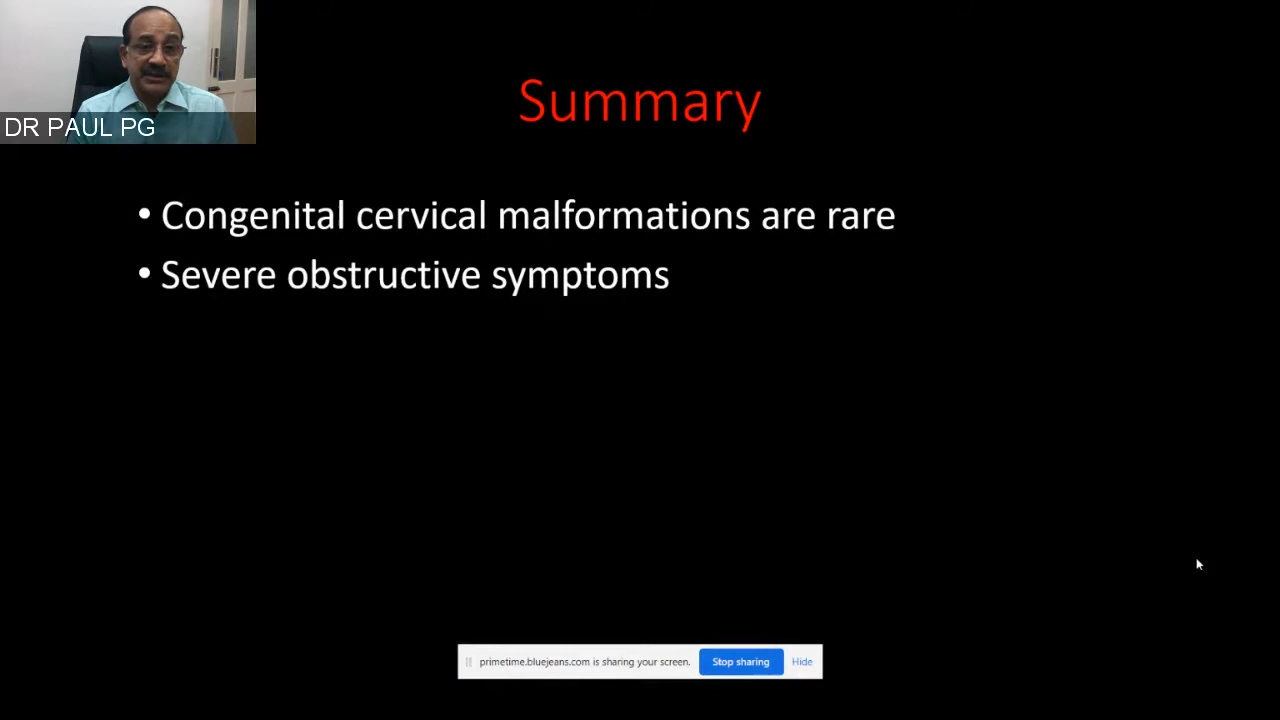 DR PAUL PG
Summary
• Congenital cervical malformations are rare
• Severe obstructive symptoms
primetime.bluejeans.com is sharing your screen.
Stop sharing
Hide